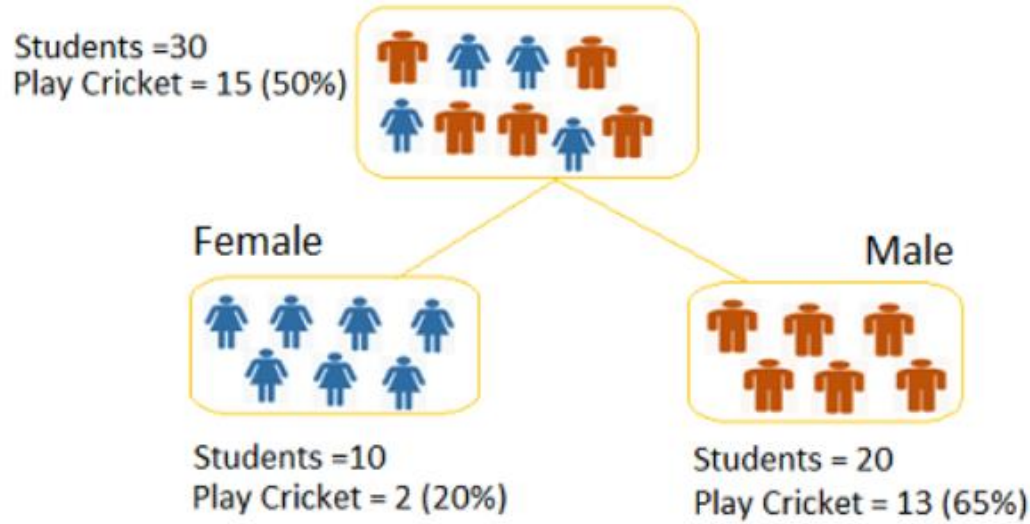 Students =30
Play Cricket = 15 (50%)
Female
Male
Students =10
Play Cricket = 2 (20%)
Students = 20
Play Cricket = 13 (65%)